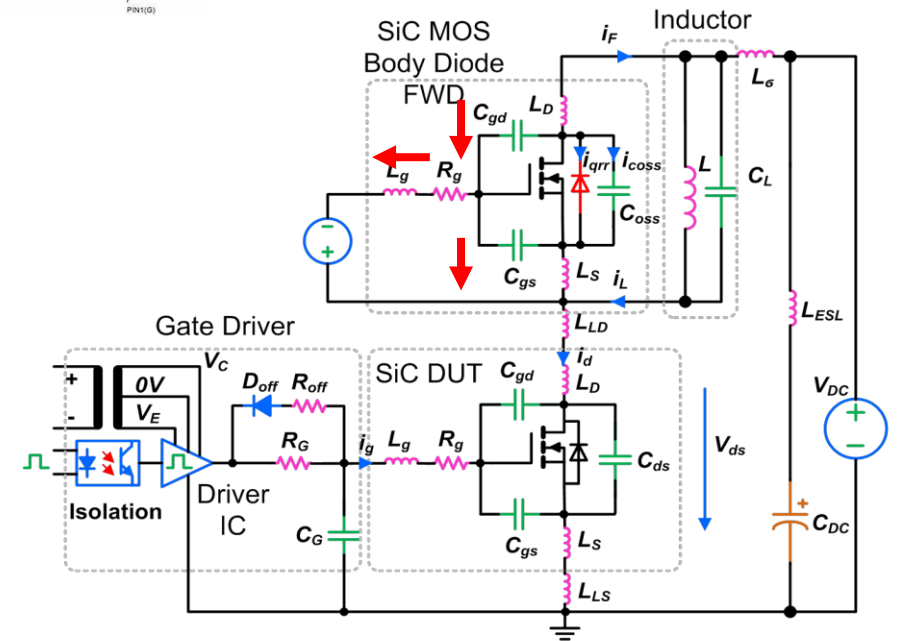 PIN1(G)
Inductor
SiC MOS
Body Diode
FWD
iF
Lσ
Cgd
LD
Lg
Rg
iqrr
icoss
L
CL
Coss
-
+
Cgs
LS
iL
LESL
LLD
Gate Driver
VC
SiC DUT
Cgd
id
LD
VDC
+
0V
Doff
Roff
-
VE
RG
ig
Lg
Rg
Cds
Vds
+
-
Isolation
Driver
IC
CG
Cgs
LS
+
CDC
LLS